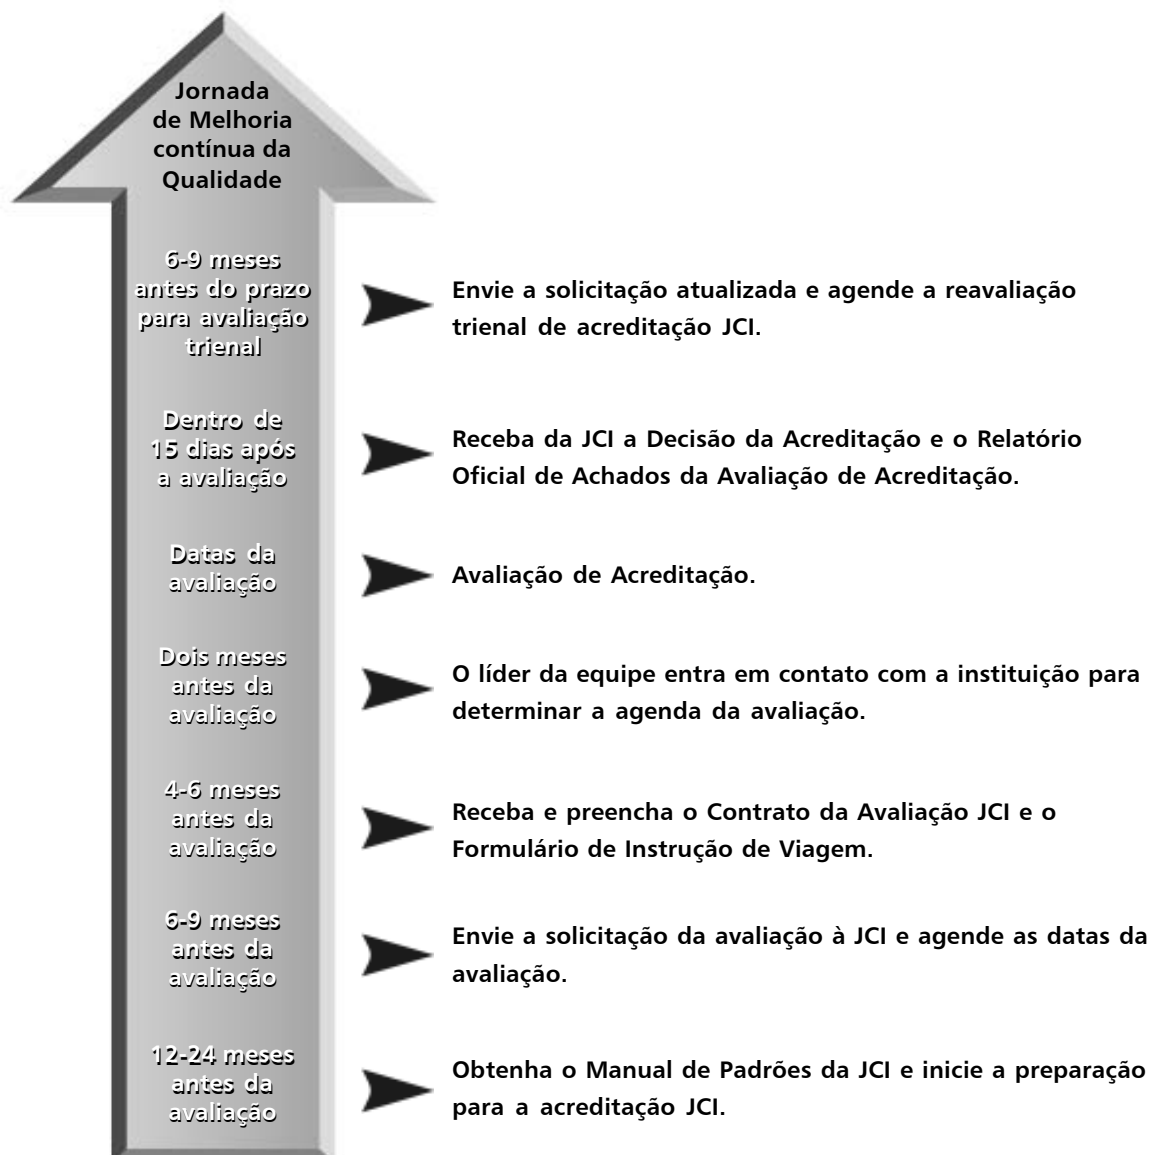 Jornada
de Melhoria
contínua da
Qualidade
6-9 meses
antes do prazo
para avaliação
trienal
Envie a solicitação atualizada e agende a reavaliação
trienal de acreditação JCI.
Dentro de
15 dias após
a avaliação
Receba da JCI a Decisão da Acreditação e o Relatório
Oficial de Achados da Avaliação de Acreditação.
Datas da
avaliação
Avaliação de Acreditação.
Dois meses
antes da
avaliação
O líder da equipe entra em contato com a instituição para
determinar a agenda da avaliação.
4-6 meses
antes da
avaliação
Receba e preencha o Contrato da Avaliação JCI e o
Formulário de Instrução de Viagem.
6-9 meses
antes da
avaliação
Envie a solicitação da avaliação à JCI e agende as datas da
avaliação.
12-24 meses
antes da
avaliação
Obtenha o Manual de Padrões da JCI e inicie a preparação
para a acreditação JCI.